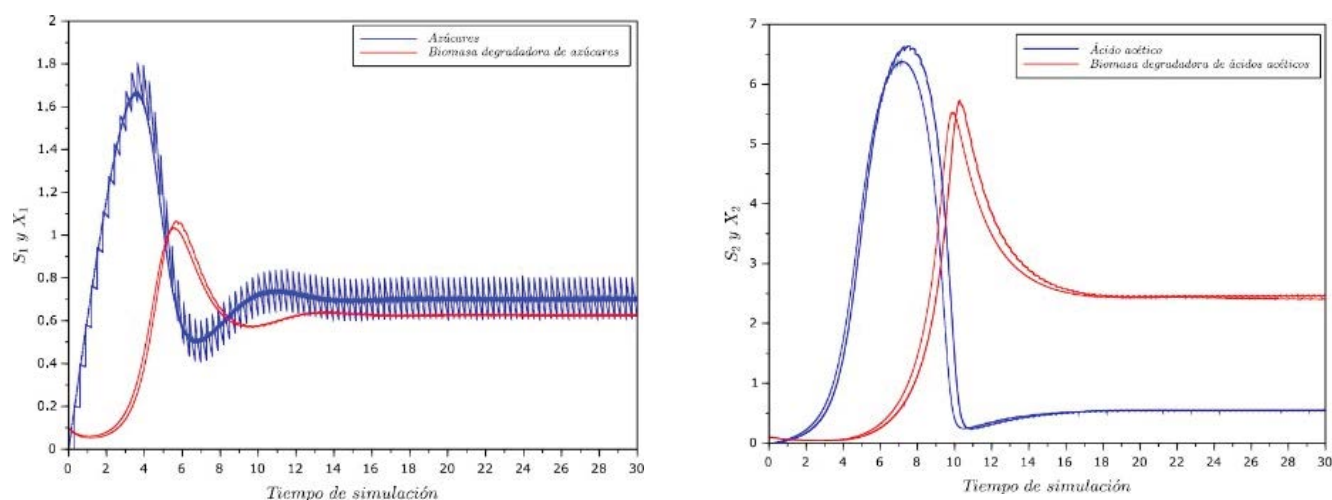 2
1.8
1.6
1.4
1.2
1
0.8
0.6
0.4
0.2
0
S₁ y X₁
Azúcares
Biomasa degradadora de azúcares
0 2 4 6 8 10 12 14 16 18 20 22 24 26 28 30
Tiempo de simulación
7
6
5
4
3
2
1
0
S₂ y X₂
Ácido acético
Biomasa degradadora de ácidos acéticos
0 2 4 6 8 10 12 14 16 18 20 22 24 26 28 30
Tiempo de simulación